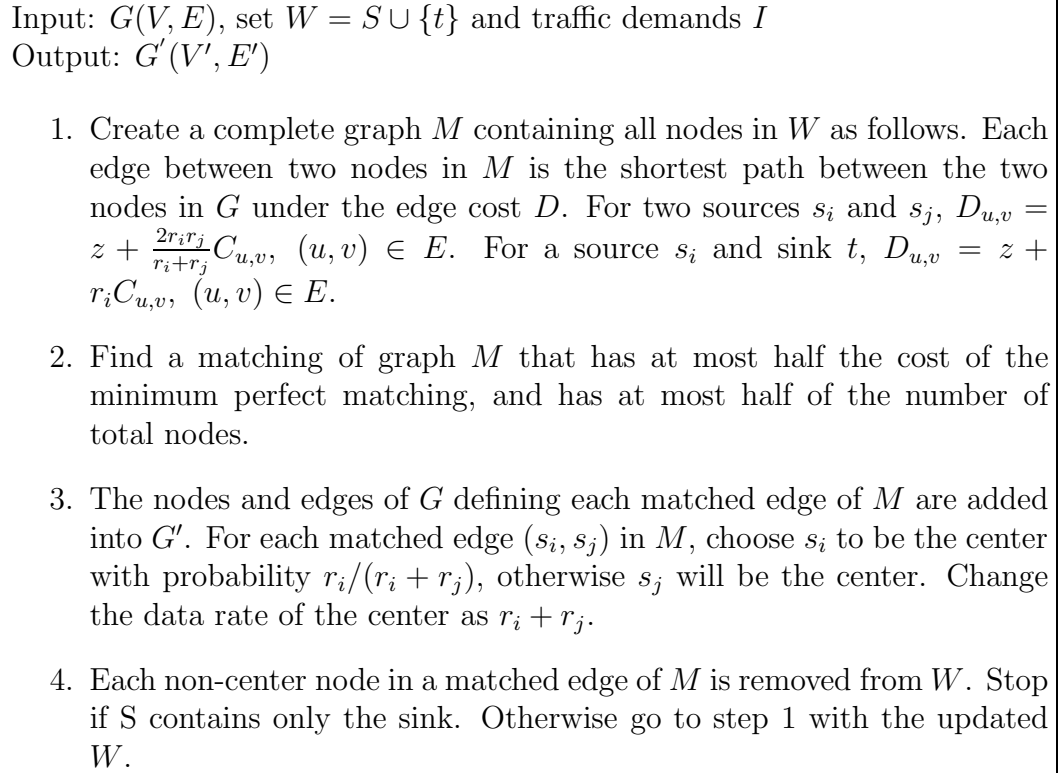 Input: G(V, E), set W = S ∪ {t} and traffic demands I
Output: G′(V′, E′)
1. Create a complete graph M containing all nodes in W as follows. Each
edge between two nodes in M is the shortest path between the two
nodes in G under the edge cost D. For two sources s_i and s_j, D_{u,v} =
z + \frac{2r_i r_j}{r_i+r_j} C_{u,v}, (u, v) ∈ E. For a source s_i and sink t, D_{u,v} = z +
r_i C_{u,v}, (u, v) ∈ E.
2. Find a matching of graph M that has at most half the cost of the
minimum perfect matching, and has at most half of the number of
total nodes.
3. The nodes and edges of G defining each matched edge of M are added
into G′. For each matched edge (s_i, s_j) in M, choose s_i to be the center
with probability r_i/(r_i + r_j), otherwise s_j will be the center. Change
the data rate of the center as r_i + r_j.
4. Each non-center node in a matched edge of M is removed from W. Stop
if S contains only the sink. Otherwise go to step 1 with the updated
W.